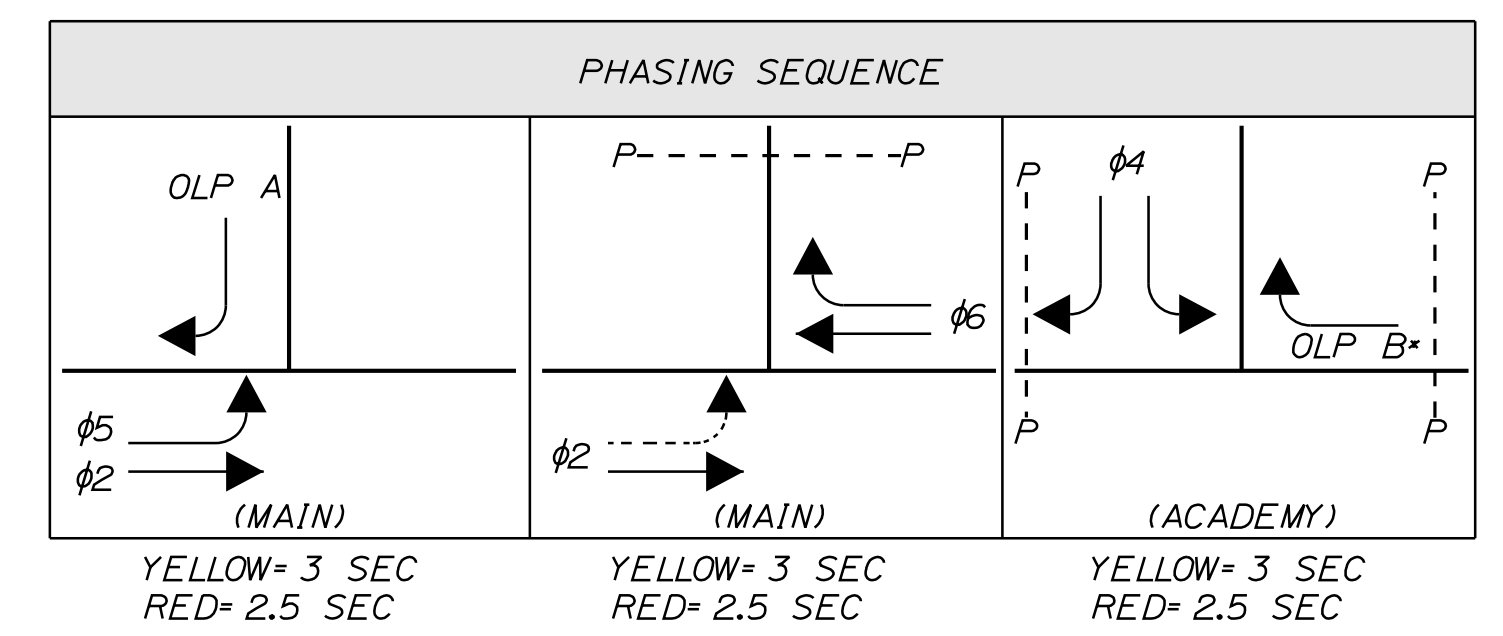 PHASING SEQUENCE
OLP A
ϕ5
ϕ2
(MAIN)
YELLOW= 3 SEC
RED= 2.5 SEC
P P
ϕ6
ϕ2
(MAIN)
YELLOW= 3 SEC
RED= 2.5 SEC
ϕ4
P P
OLP B*
P P
(ACADEMY)
YELLOW= 3 SEC
RED= 2.5 SEC